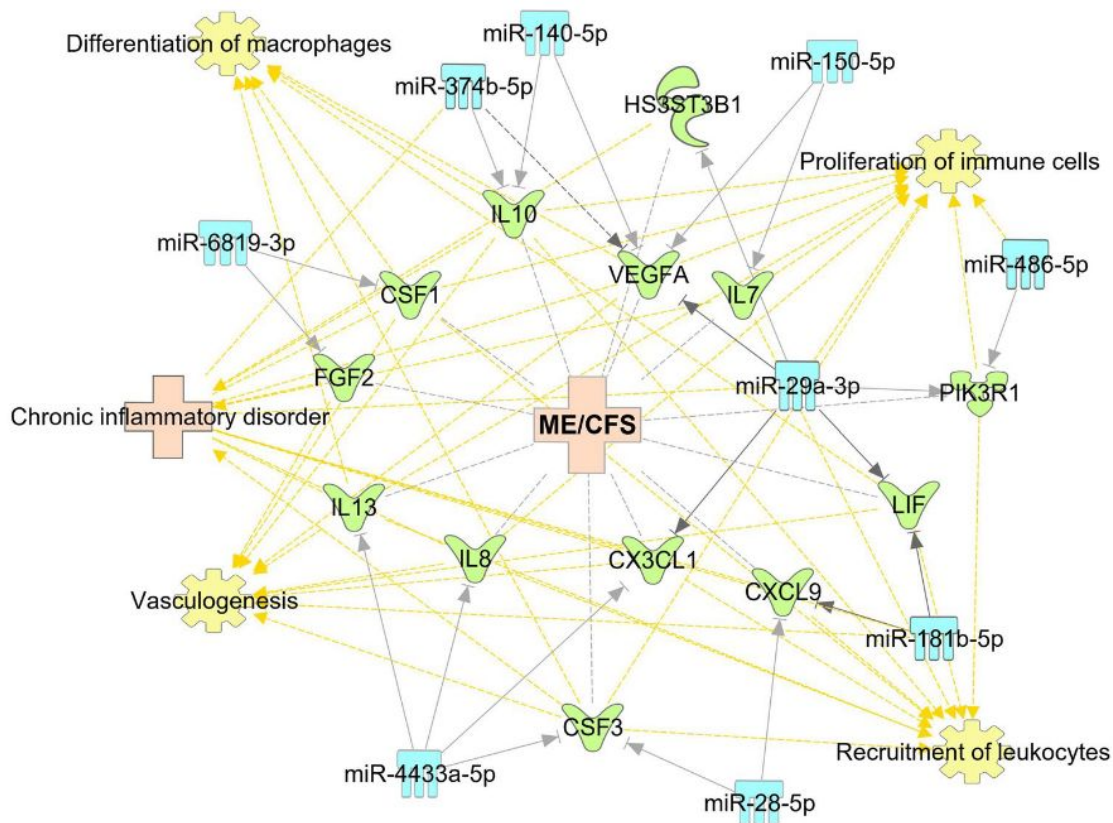 miR-140-5p
Differentiation of macrophages
miR-150-5p
miR-374b-5p
HS3ST3B1
Proliferation of immune cells
IL10
miR-6819-3p
miR-486-5p
VEGFA
IL7
CSF1
FGF2
miR-29a-3p
PIK3R1
Chronic inflammatory disorder
ME/CFS
IL13
LIF
IL8
CX3CL1
CXCL9
Vasculogenesis
miR-181b-5p
CSF3
Recruitment of leukocytes
miR-4433a-5p
miR-28-5p